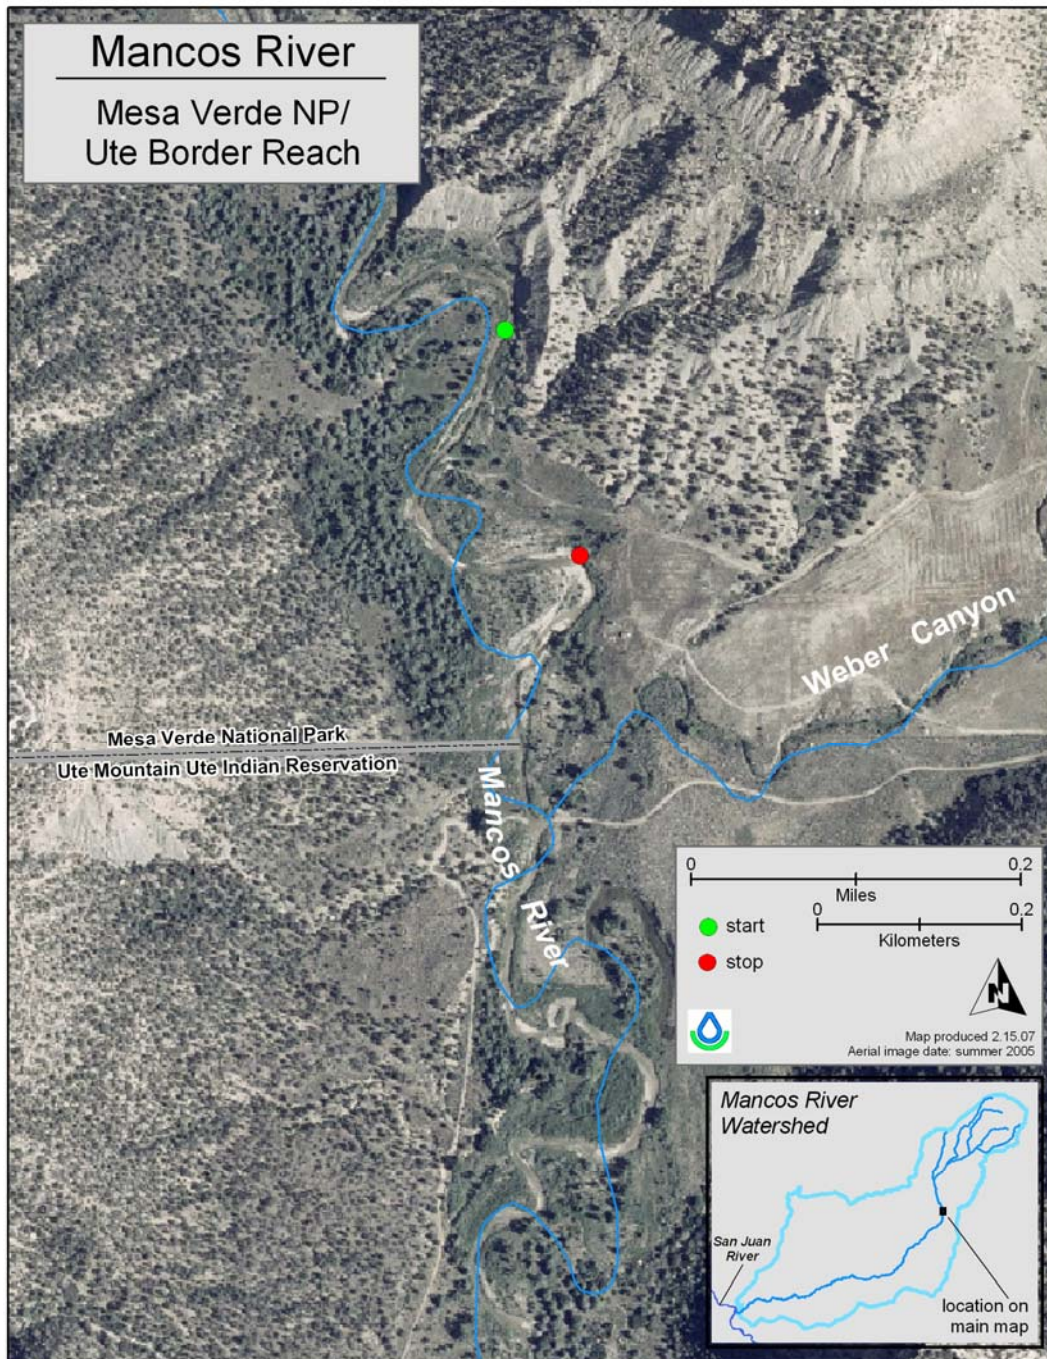 Mancos River
Mesa Verde NP/
Ute Border Reach
Weber Canyon
Mesa Verde National Park
Ute Mountain Ute Indian Reservation
Mancos River
0 0.2
Miles
0 0.2
Kilometers
start
stop
N
Map produced 2.15.07
Aerial image date: summer 2005
Mancos River
Watershed
San Juan
River
location on
main map